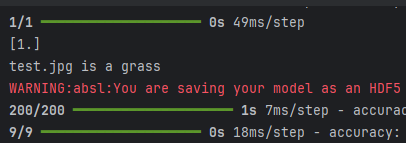 1/1 ━━━━━━━━━━━━━━━━━━━━ 0s 49ms/step
[1.]
test.jpg is a grass
WARNING:absl:You are saving your model as an HDF5
200/200 ━━━━━━━━━━━━━━━━━━━━ 1s 7ms/step - accurac
9/9 ━━━━━━━━━━━━━━━━━━━━ 0s 18ms/step - accuracy: